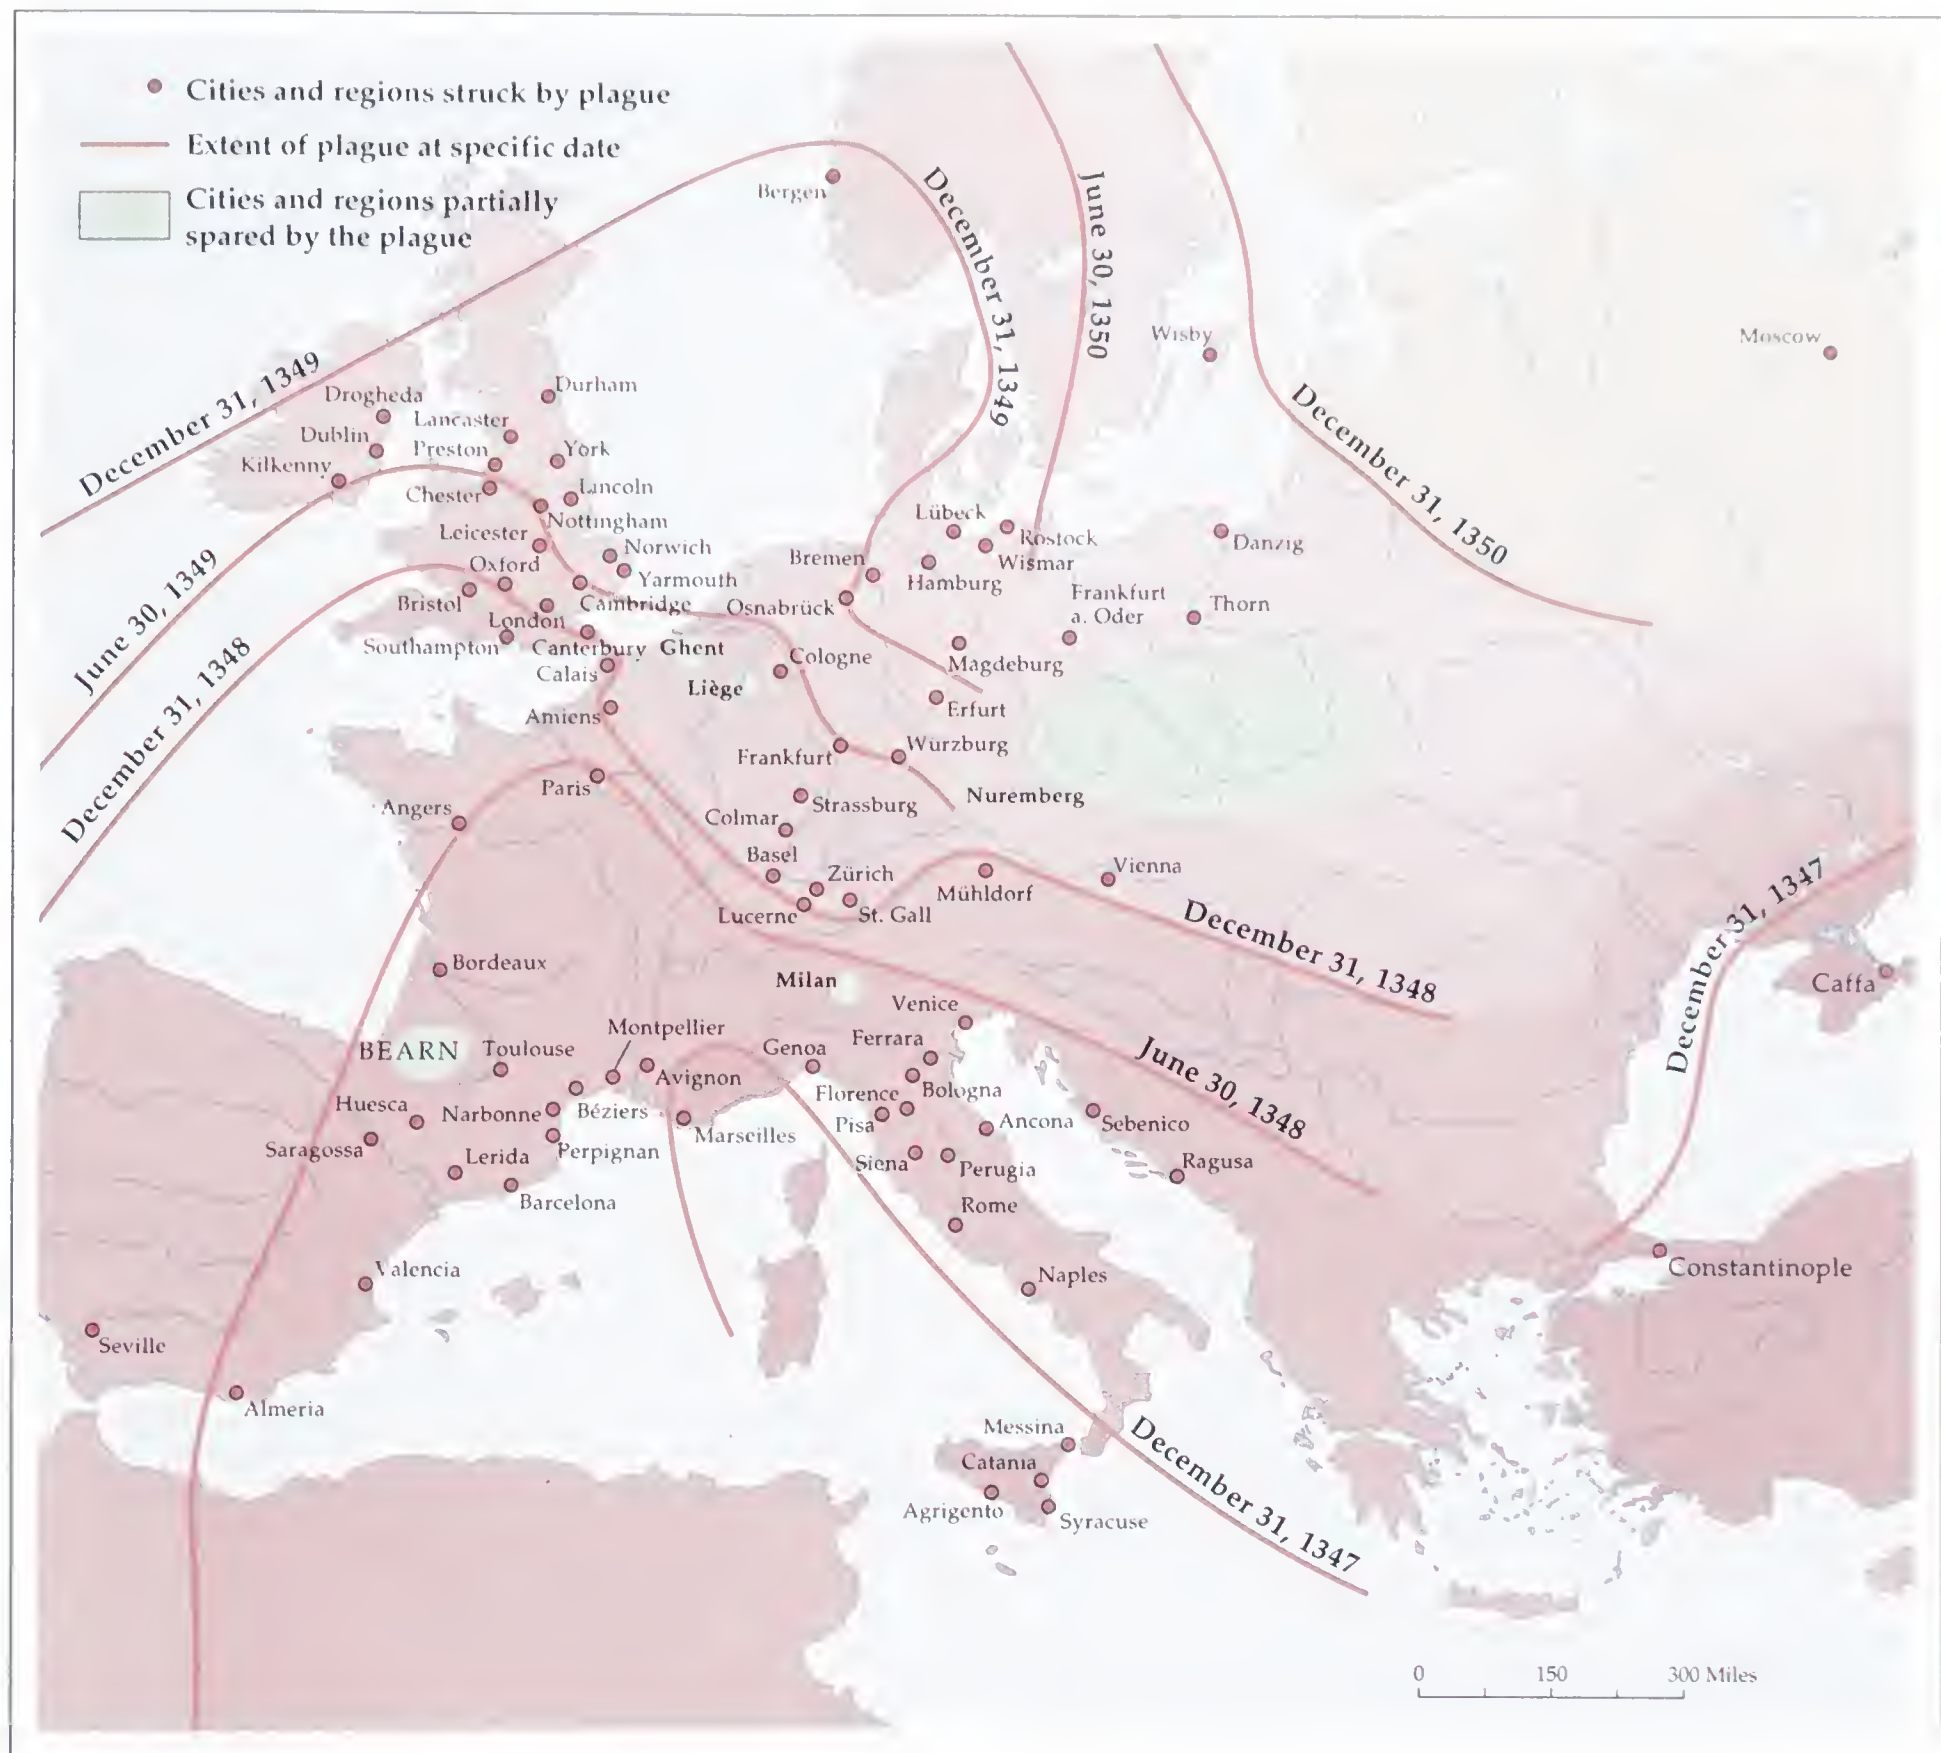 Cities and regions struck by plague
Extent of plague at specific date
Cities and regions partially
spared by the plague
Bergen
December 31, 1349
June 30, 1350
Wisby
Moscow
December 31, 1349
Durham
Drogheda
Lancaster
Dublin
Preston
York
Kilkenny
Chester
Lincoln
December 31, 1350
Nottingham
Leicester
Norwich
Lübeck
Rostock
Danzig
Bremen
Wismar
Oxford
Yarmouth
Hamburg
Frankfurt
a. Oder
Thorn
Bristol
Cambridge
Osnabrück
June 30, 1349
London
Southampton
Canterbury
Ghent
Cologne
Magdeburg
Calais
Liège
December 31, 1348
Amiens
Erfurt
Frankfurt
Würzburg
Paris
Nuremberg
Angers
Strassburg
Colmar
Basel
Zürich
Vienna
Mühldorf
Lucerne
St. Gall
December 31, 1348
December 31, 1347
Bordeaux
Milan
Caffa
Venice
Montpellier
BÉARN
Toulouse
Genoa
Ferrara
June 30, 1348
Avignon
Florence
Bologna
Huesca
Narbonne
Béziers
Pisa
Ancona
Sebenico
Marseilles
Saragossa
Lerida
Perpignan
Siena
Perugia
Ragusa
Barcelona
Rome
Valencia
Naples
Constantinople
Seville
Almeria
Messina
December 31, 1347
Catania
Agrigento
Syracuse
0 150 300 Miles